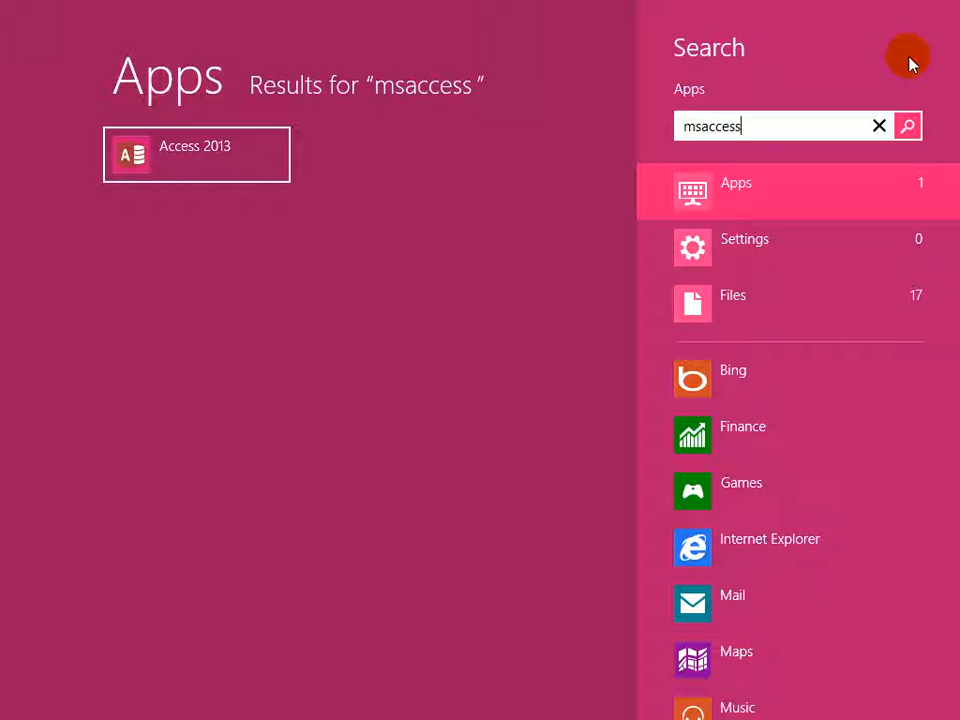 Apps Results for “msaccess ”
Access 2013
Search
Apps
msaccess
Apps 1
Settings 0
Files 17
Bing
Finance
Games
Internet Explorer
Mail
Maps
Music